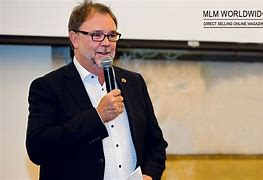 MLM WORLDWID
DIRECT SELLING ONLINE MAGAZIN